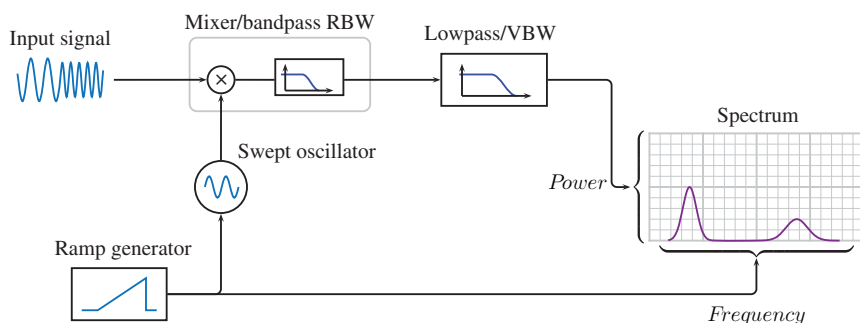 Mixer/bandpass RBW
Input signal
Lowpass/VBW
Spectrum
Swept oscillator
Power
Ramp generator
Frequency